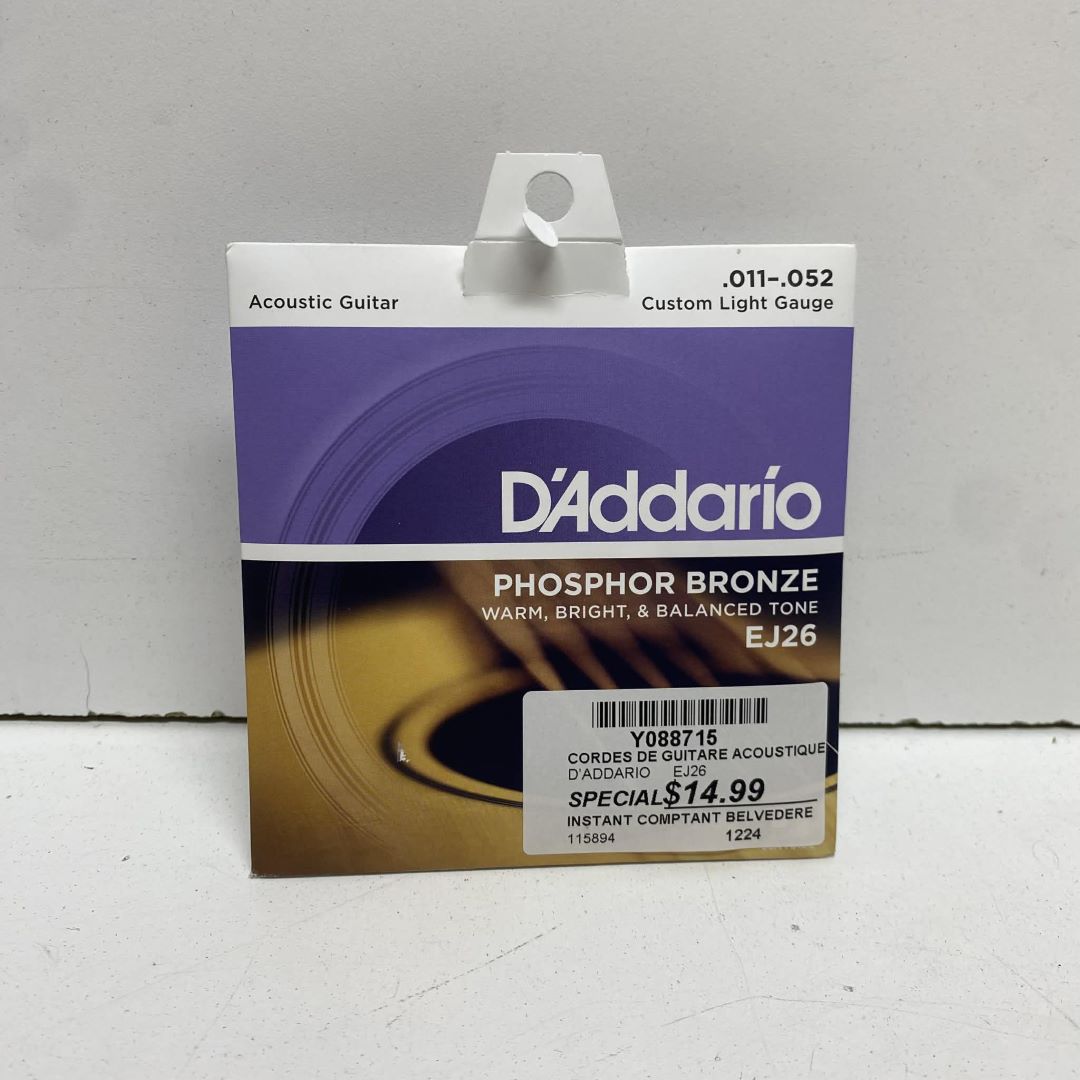 Acoustic Guitar
.011–.052
Custom Light Gauge
D'Addario
PHOSPHOR BRONZE
WARM, BRIGHT, & BALANCED TONE
EJ26
Y088715
CORDES DE GUITARE ACOUSTIQUE
D'ADDARIO EJ26
SPECIAL $14.99
INSTANT COMPTANT BELVEDERE
115894 1224